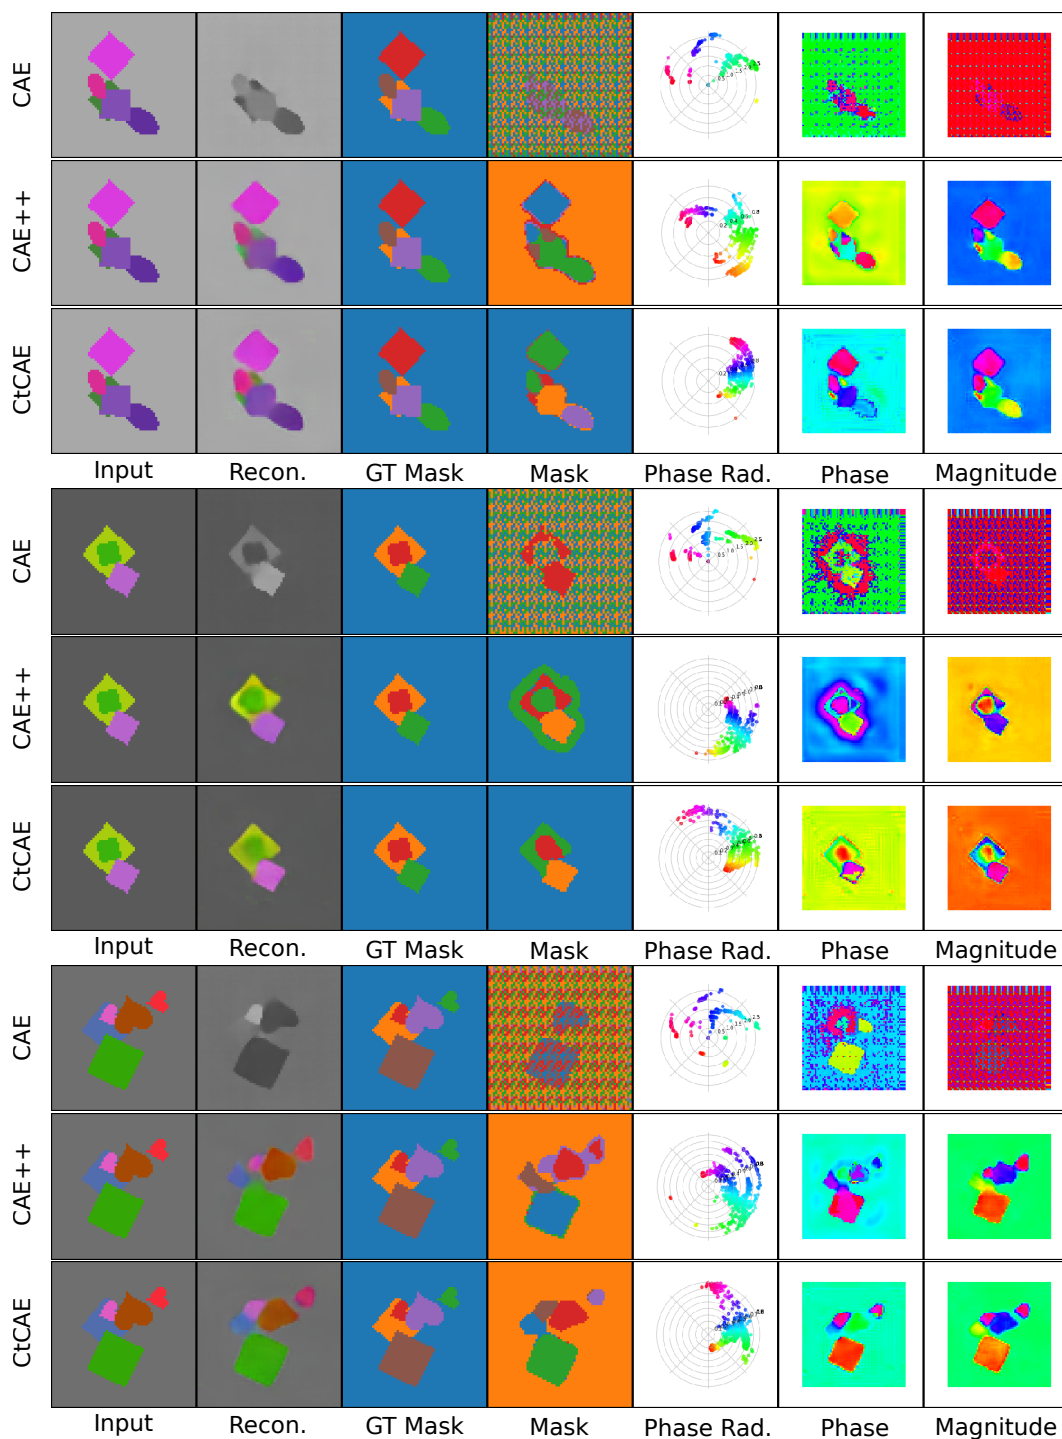 CAE
CAE++
CtCAE
Input Recon. GT Mask Mask Phase Rad. Phase Magnitude
CAE
CAE++
CtCAE
Input Recon. GT Mask Mask Phase Rad. Phase Magnitude
CAE
CAE++
CtCAE
Input Recon. GT Mask Mask Phase Rad. Phase Magnitude